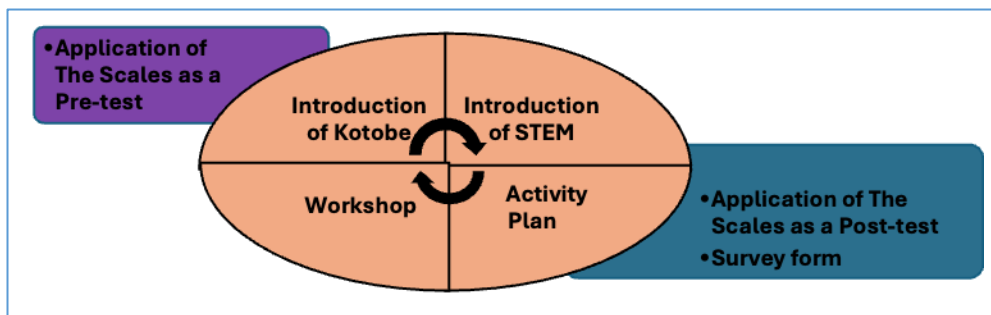 •Application of
The Scales as a
Pre-test
Introduction
of Kotobe
Introduction
of STEM
Workshop
Activity
Plan
•Application of The
Scales as a Post-test
•Survey form